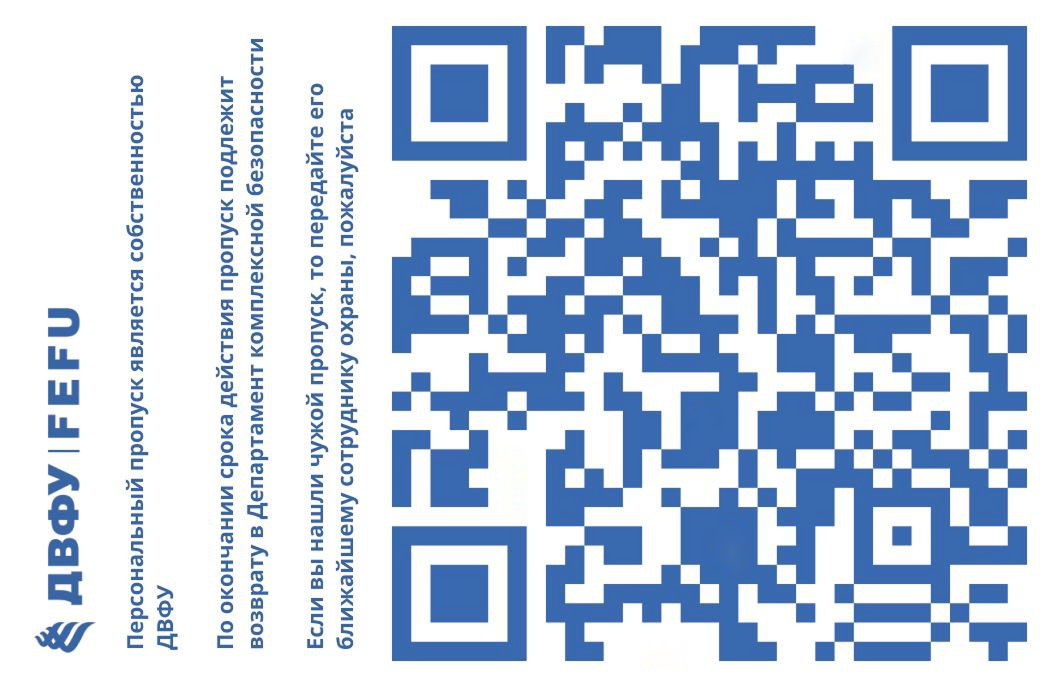 ДВФУ | FEFU
Персональный пропуск является собственностью
ДВФУ
По окончании срока действия пропуск подлежит
возврату в Департамент комплексной безопасности
Если вы нашли чужой пропуск, то передайте его
ближайшему сотруднику охраны, пожалуйста